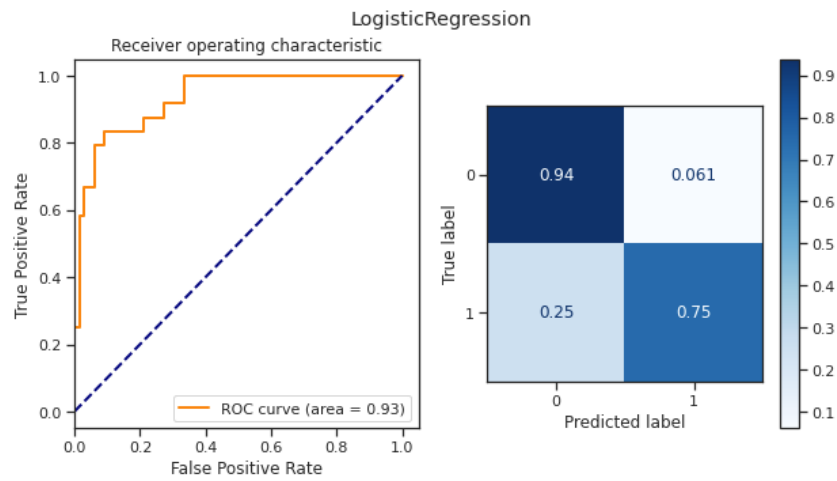 LogisticRegression
Receiver operating characteristic
True Positive Rate
1.0
0.8
0.6
0.4
0.2
0.0
ROC curve (area = 0.93)
0.0 0.2 0.4 0.6 0.8 1.0
False Positive Rate
True label
0
1
0.94 0.061
0.25 0.75
0 1
Predicted label
0.9
0.8
0.7
0.6
0.5
0.4
0.3
0.2
0.1